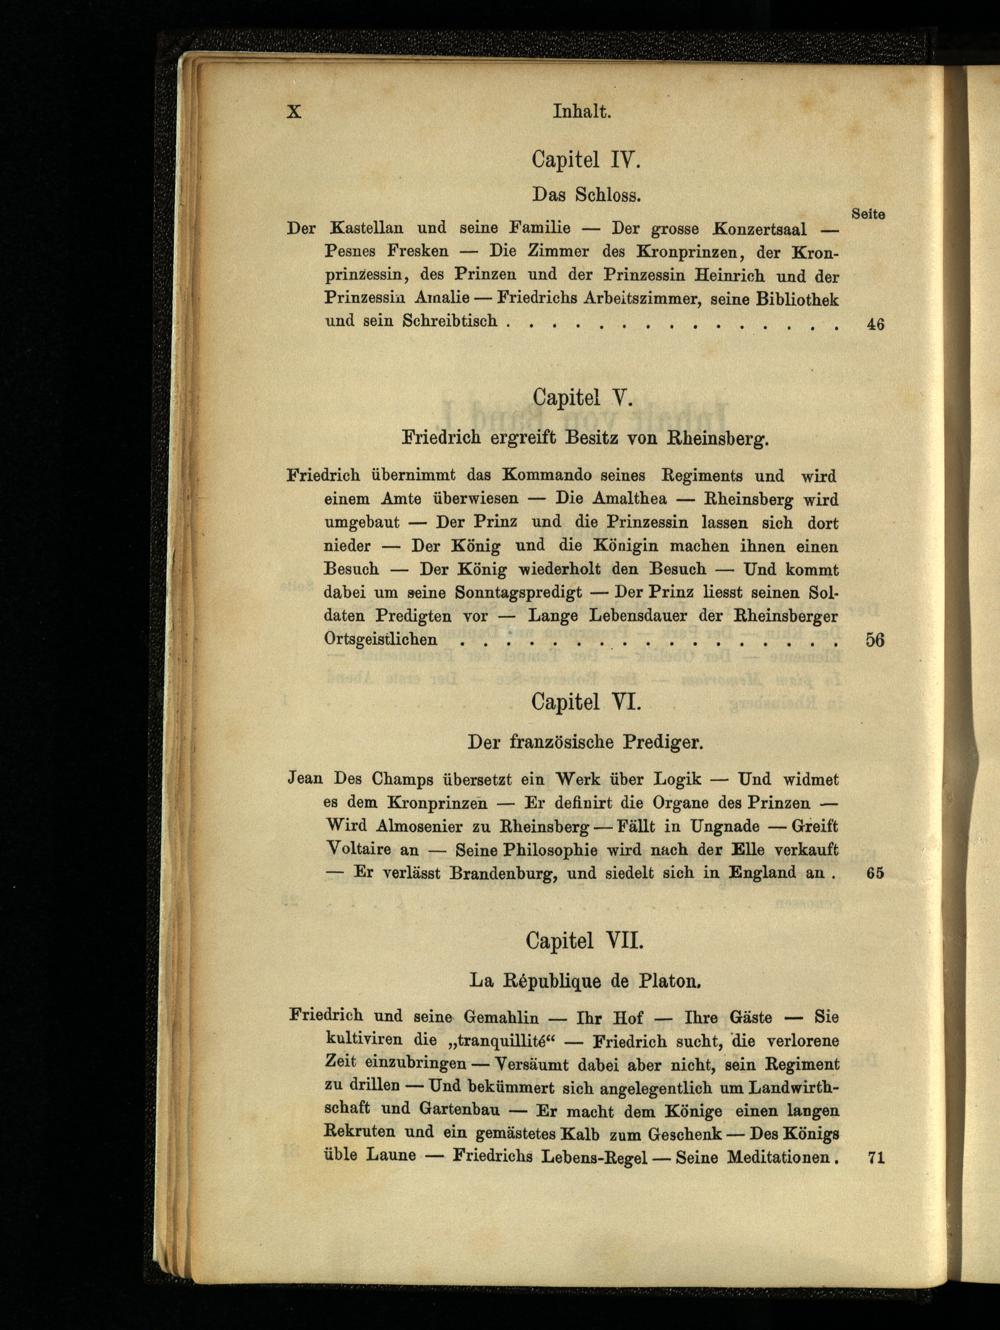 X Inhalt.
Capitel IV.
Das Schloss.
Seite
Der Kastellan und seine Familie — Der grosse Konzertsaal —
Pesnes Fresken — Die Zimmer des Kronprinzen, der Kron-
prinzessin, des Prinzen und der Prinzessin Heinrich und der
Prinzessin Amalie — Friedrichs Arbeitszimmer, seine Bibliothek
und sein Schreibtisch . . . . . . . . . . . . . . . 46
Capitel V.
Friedrich ergreift Besitz von Rheinsberg.
Friedrich übernimmt das Kommando seines Regiments und wird
einem Amte überwiesen — Die Amalthea — Rheinsberg wird
umgebaut — Der Prinz und die Prinzessin lassen sich dort
nieder — Der König und die Königin machen ihnen einen
Besuch — Der König wiederholt den Besuch — Und kommt
dabei um seine Sonntagspredigt — Der Prinz liesst seinen Sol-
daten Predigten vor — Lange Lebensdauer der Rheinsberger
Ortsgeistlichen . . . . . . . . . . . . . . . . . 56
Capitel VI.
Der französische Prediger.
Jean Des Champs übersetzt ein Werk über Logik — Und widmet
es dem Kronprinzen — Er definirt die Organe des Prinzen —
Wird Almosenier zu Rheinsberg — Fällt in Ungnade — Greift
Voltaire an — Seine Philosophie wird nach der Elle verkauft
— Er verlässt Brandenburg, und siedelt sich in England an . 65
Capitel VII.
La République de Platon.
Friedrich und seine Gemahlin — Ihr Hof — Ihre Gäste — Sie
kultiviren die „tranquillité“ — Friedrich sucht, die verlorene
Zeit einzubringen — Versäumt dabei aber nicht, sein Regiment
zu drillen — Und bekümmert sich angelegentlich um Landwirth-
schaft und Gartenbau — Er macht dem Könige einen langen
Rekruten und ein gemästetes Kalb zum Geschenk — Des Königs
üble Laune — Friedrichs Lebens-Regel — Seine Meditationen . 71